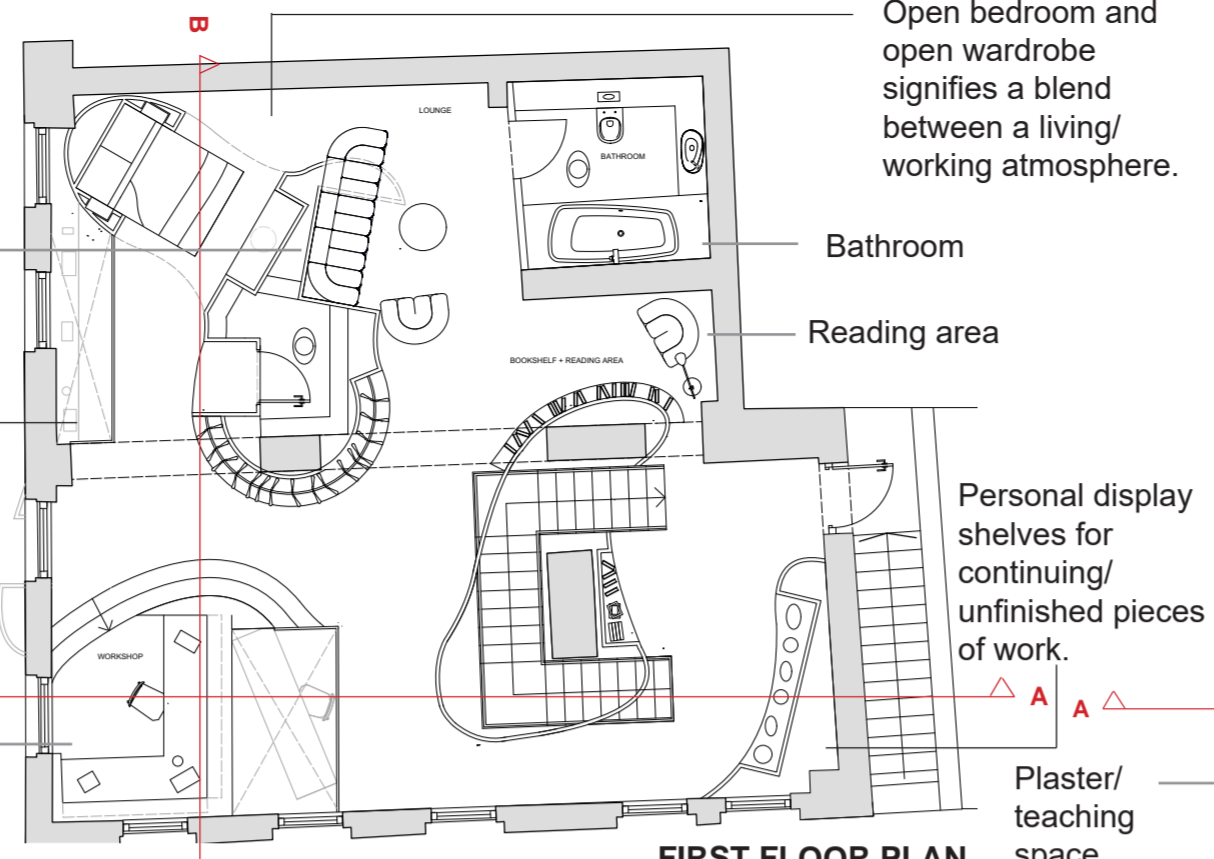 B
Open bedroom and
open wardrobe
signifies a blend
between a living/
working atmosphere.
LOUNGE
BATHROOM
Bathroom
Reading area
BOOKSHELF + READING AREA
Personal display
shelves for
continuing/
unfinished pieces
of work.
WORKSHOP
A
A
Plaster/
teaching
space
FIRST FLOOR PLAN